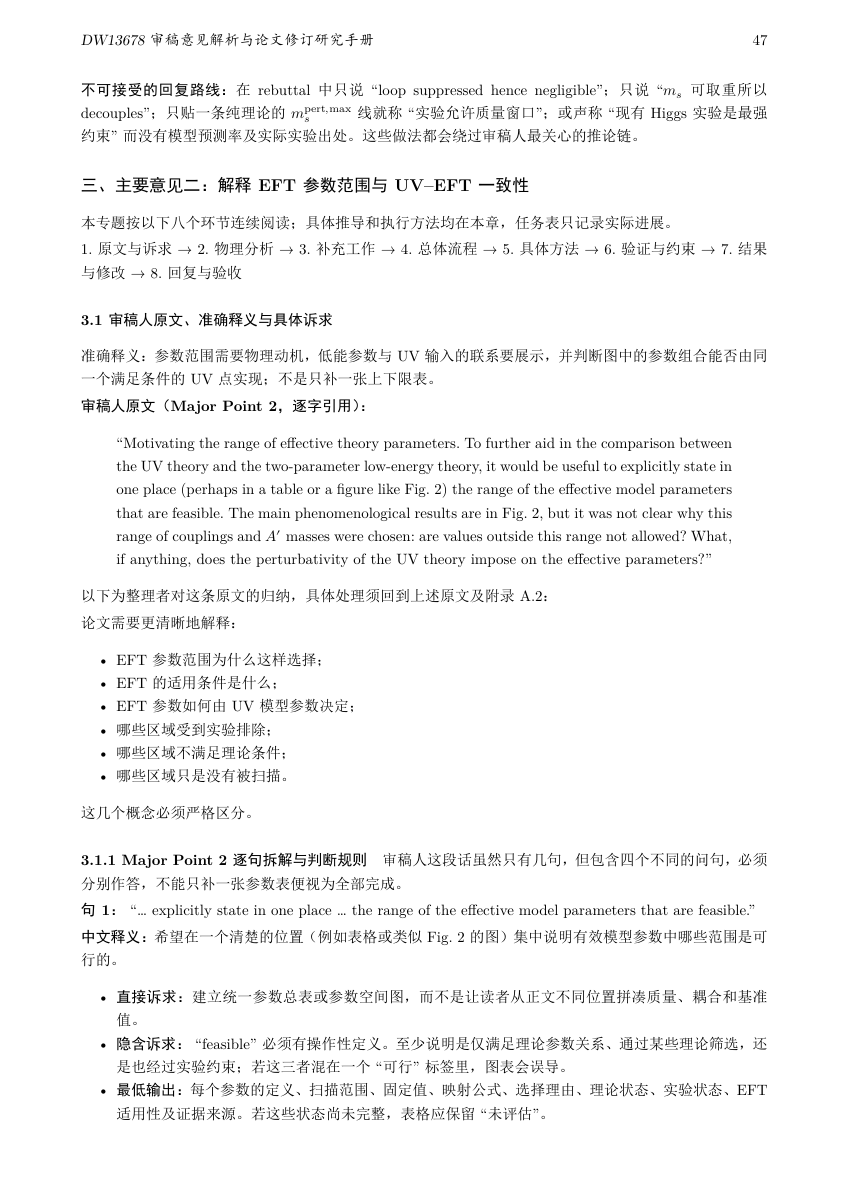 DW13678 审稿意见解析与论文修订研究手册 47
不可接受的回复路线：在 rebuttal 中只说 “loop suppressed hence negligible”；只说 “mₛ 可取重所以
decouples”；只贴一条纯理论的 mₛ^pert,max 线就称 “实验允许质量窗口”；或声称 “现有 Higgs 实验是最强
约束” 而没有模型预测率及实际实验出处。这些做法都会绕过审稿人最关心的推论链。
三、主要意见二：解释 EFT 参数范围与 UV–EFT 一致性
本专题按以下八个环节连续阅读；具体推导和执行方法均在本章，任务表只记录实际进展。
1. 原文与诉求 → 2. 物理分析 → 3. 补充工作 → 4. 总体流程 → 5. 具体方法 → 6. 验证与约束 → 7. 结果
与修改 → 8. 回复与验收
3.1 审稿人原文、准确释义与具体诉求
准确释义：参数范围需要物理动机，低能参数与 UV 输入的联系要展示，并判断图中的参数组合能否由同
一个满足条件的 UV 点实现；不是只补一张上下限表。
审稿人原文（Major Point 2，逐字引用）：
“Motivating the range of effective theory parameters. To further aid in the comparison between
the UV theory and the two-parameter low-energy theory, it would be useful to explicitly state in
one place (perhaps in a table or a figure like Fig. 2) the range of the effective model parameters
that are feasible. The main phenomenological results are in Fig. 2, but it was not clear why this
range of couplings and A′ masses were chosen: are values outside this range not allowed? What,
if anything, does the perturbativity of the UV theory impose on the effective parameters?”
以下为整理者对这条原文的归纳，具体处理须回到上述原文及附录 A.2：
论文需要更清晰地解释：
• EFT 参数范围为什么这样选择；
• EFT 的适用条件是什么；
• EFT 参数如何由 UV 模型参数决定；
• 哪些区域受到实验排除；
• 哪些区域不满足理论条件；
• 哪些区域只是没有被扫描。
这几个概念必须严格区分。
3.1.1 Major Point 2 逐句拆解与判断规则 审稿人这段话虽然只有几句，但包含四个不同的问句，必须
分别作答，不能只补一张参数表便视为全部完成。
句 1： “… explicitly state in one place … the range of the effective model parameters that are feasible.”
中文释义：希望在一个清楚的位置（例如表格或类似 Fig. 2 的图）集中说明有效模型参数中哪些范围是可
行的。
• 直接诉求：建立统一参数总表或参数空间图，而不是让读者从正文不同位置拼凑质量、耦合和基准
值。
• 隐含诉求： “feasible” 必须有操作性定义。至少说明是仅满足理论参数关系、通过某些理论筛选，还
是也经过实验约束；若这三者混在一个 “可行” 标签里，图表会误导。
• 最低输出：每个参数的定义、扫描范围、固定值、映射公式、选择理由、理论状态、实验状态、EFT
适用性及证据来源。若这些状态尚未完整，表格应保留 “未评估”。